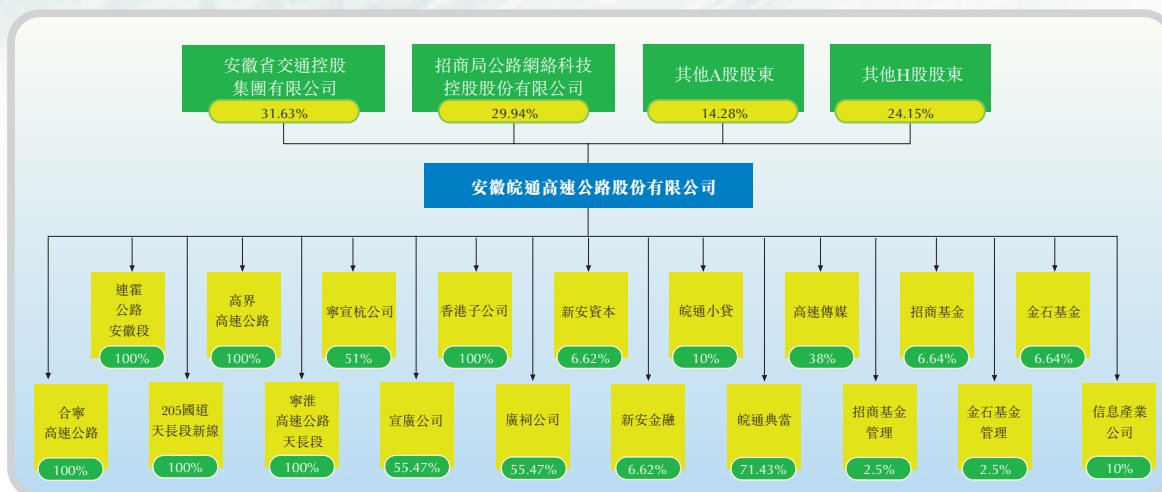 安徽省交通控股
集團有限公司
31.63%
招商局公路網絡科技
控股股份有限公司
29.94%
其他A股股東
14.28%
其他H股股東
24.15%
安徽皖通高速公路股份有限公司
連霍
公路
安徽段
100%
高界
高速公路
100%
寧宣杭公司
51%
香港子公司
100%
新安資本
6.62%
皖通小貸
10%
高速傳媒
38%
招商基金
6.64%
金石基金
6.64%
合寧
高速公路
100%
205國道
天長段新線
100%
寧淮
高速公路
天長段
100%
宣廣公司
55.47%
廣祠公司
55.47%
新安金融
6.62%
皖通典當
71.43%
招商基金
管理
2.5%
金石基金
管理
2.5%
信息產業
公司
10%